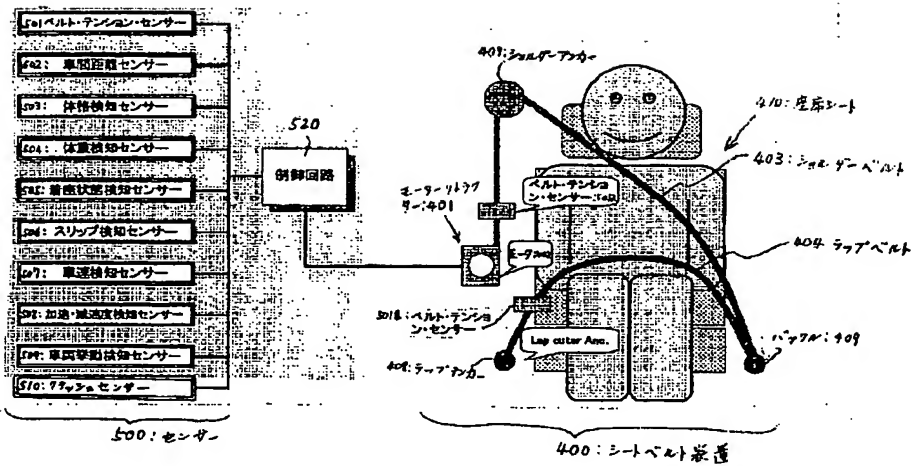 501ベルト・テンション・センサー
502: 車間距離センサー
503: 体格検知センサー
504: 体重検知センサー
505: 着座状態検知センサー
506: スリップ検知センサー
507: 車速検知センサー
508: 加速・減速度検知センサー
509: 車両挙動検知センサー
510: クラッシュセンサー
500: センサー
520
制御回路
モーターリトラク
ター: 401
409: ショルダーアンカー
ベルト・テンショ
ン・センサー
410: 座席シート
403: ショルダーベルト
404 ラップベルト
501B: ベルト・テンショ
ン・センサー
Lap outer Anc.
408: ラップアンカー
バックル: 409
400: シートベルト装置